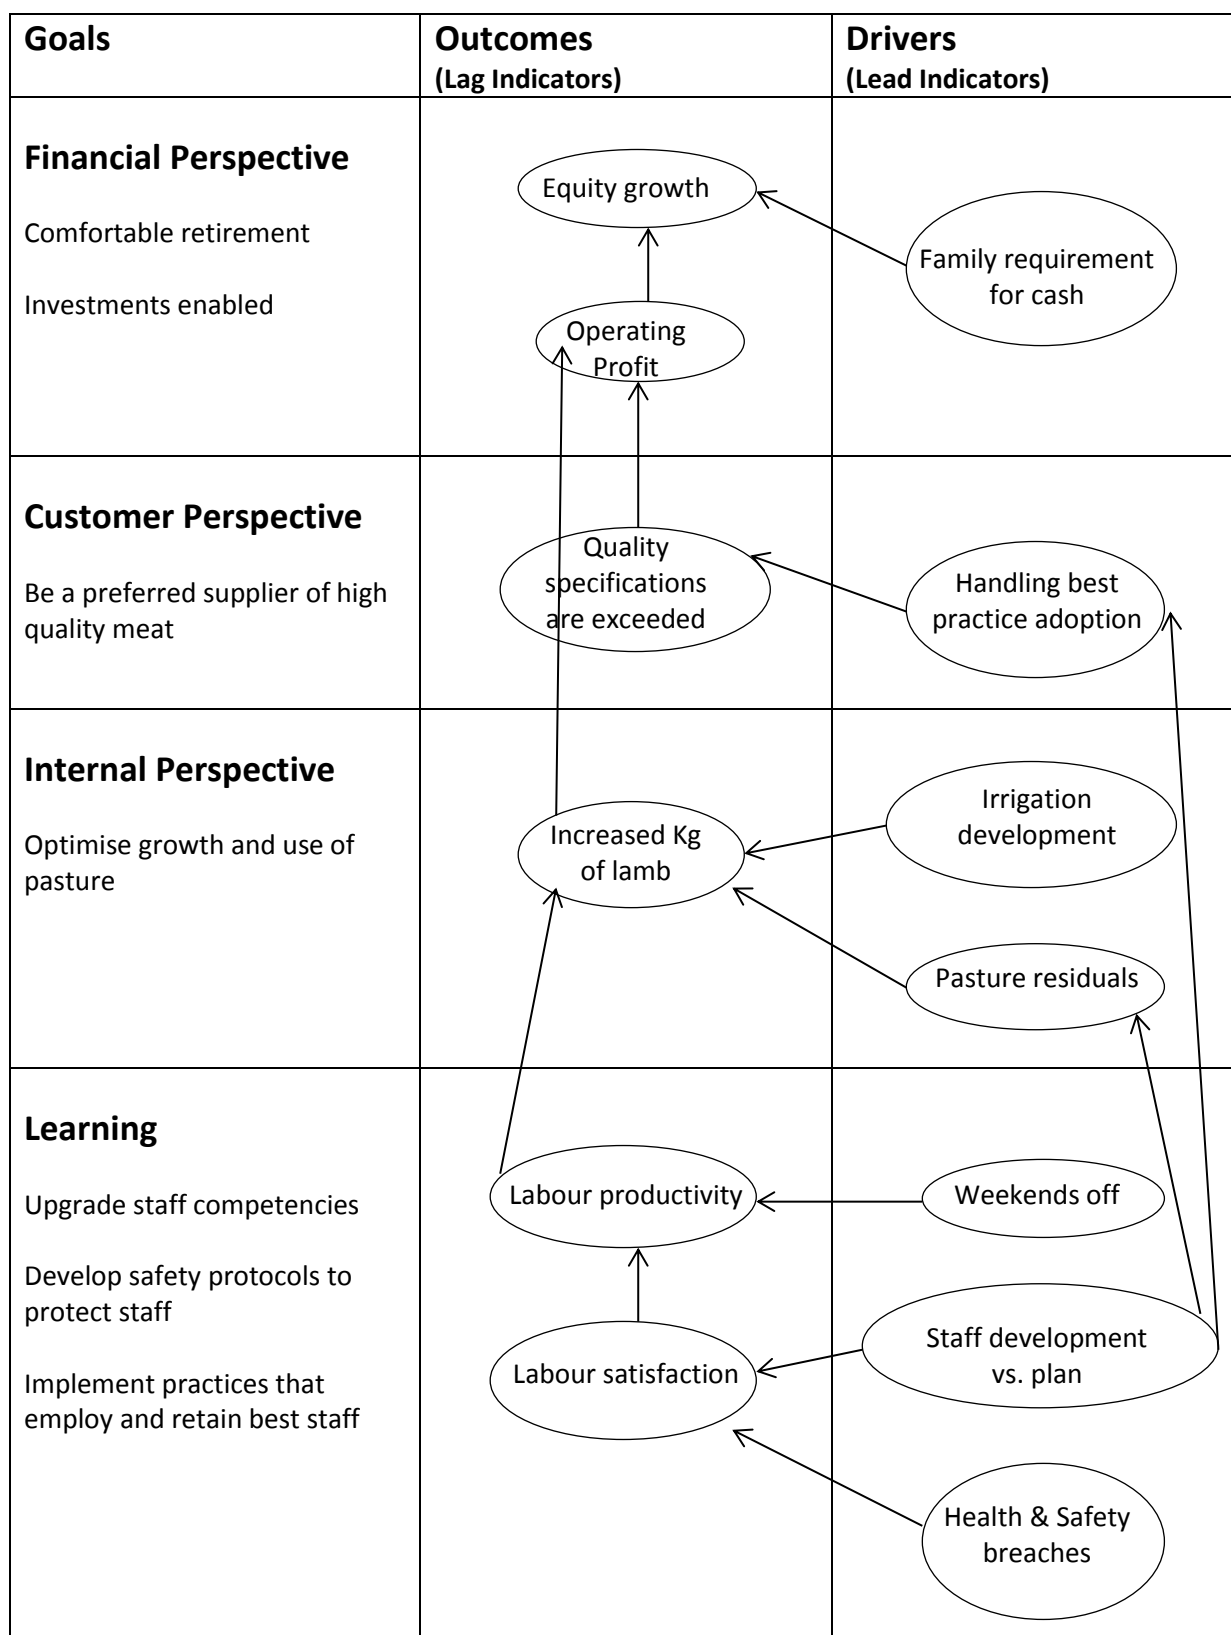 Goals
Outcomes
(Lag Indicators)
Drivers
(Lead Indicators)
Financial Perspective
Comfortable retirement
Investments enabled
Equity growth
Operating
Profit
Family requirement
for cash
Customer Perspective
Be a preferred supplier of high
quality meat
Quality
specifications
are exceeded
Handling best
practice adoption
Internal Perspective
Optimise growth and use of
pasture
Increased Kg
of lamb
Irrigation
development
Pasture residuals
Learning
Upgrade staff competencies
Develop safety protocols to
protect staff
Implement practices that
employ and retain best staff
Labour productivity
Labour satisfaction
Weekends off
Staff development
vs. plan
Health & Safety
breaches